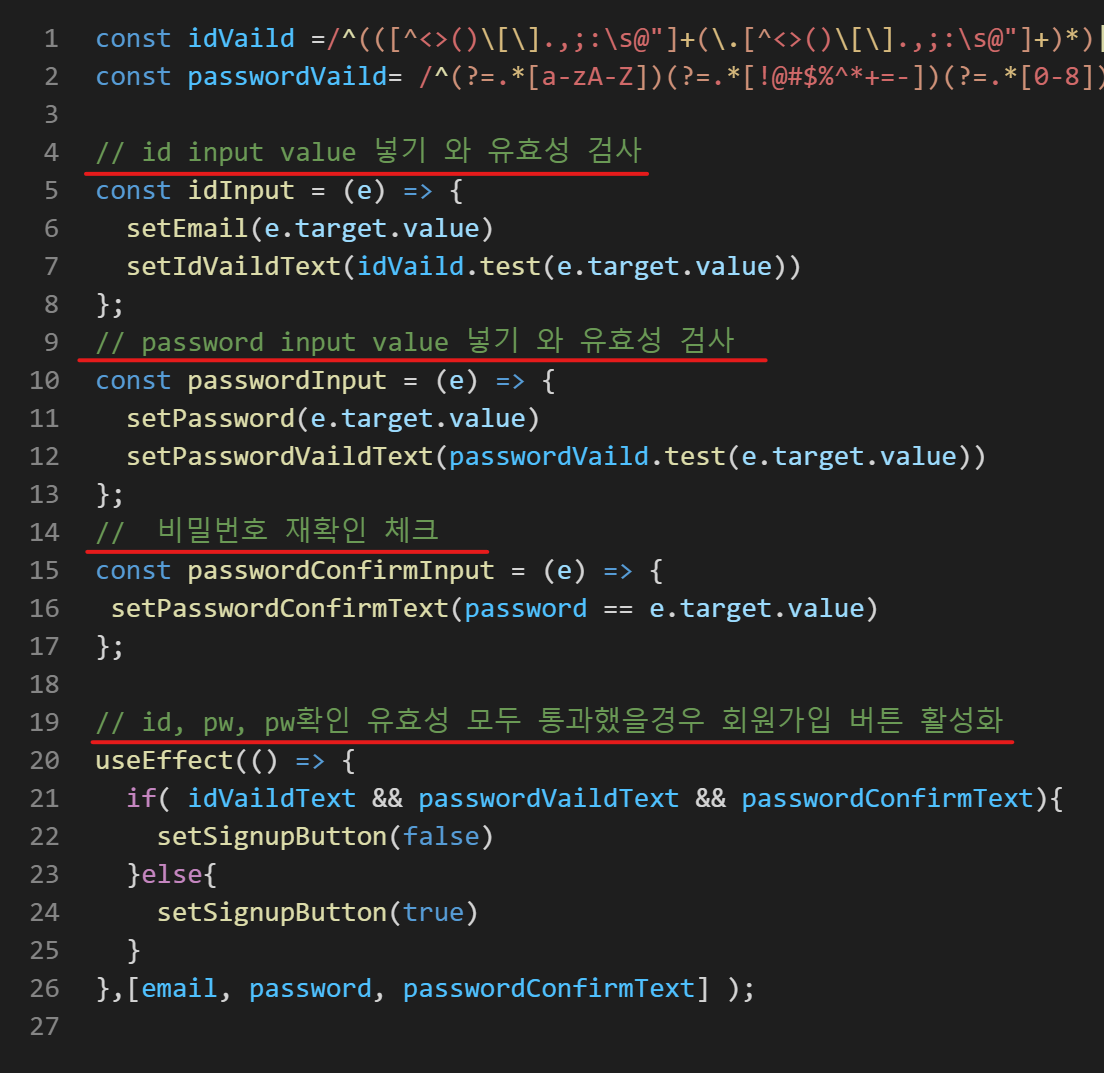 1 const idVaild =/^(([^<>()\[\].,;:\s@"]+(\.[^<>()\[\].,;:\s@"]+)*)|
2 const passwordVaild= /^(?=.*[a-zA-Z])(?=.*[!@#$%^*+=-])(?=.*[0-8])
3
4 // id input value 넣기 와 유효성 검사
5 const idInput = (e) => {
6 setEmail(e.target.value)
7 setIdVaildText(idVaild.test(e.target.value))
8 };
9 // password input value 넣기 와 유효성 검사
10 const passwordInput = (e) => {
11 setPassword(e.target.value)
12 setPasswordVaildText(passwordVaild.test(e.target.value))
13 };
14 // 비밀번호 재확인 체크
15 const passwordConfirmInput = (e) => {
16 setPasswordConfirmText(password == e.target.value)
17 };
18
19 // id, pw, pw확인 유효성 모두 통과했을경우 회원가입 버튼 활성화
20 useEffect(() => {
21 if( idVaildText && passwordVaildText && passwordConfirmText){
22 setSignupButton(false)
23 }else{
24 setSignupButton(true)
25 }
26 },[email, password, passwordConfirmText] );
27